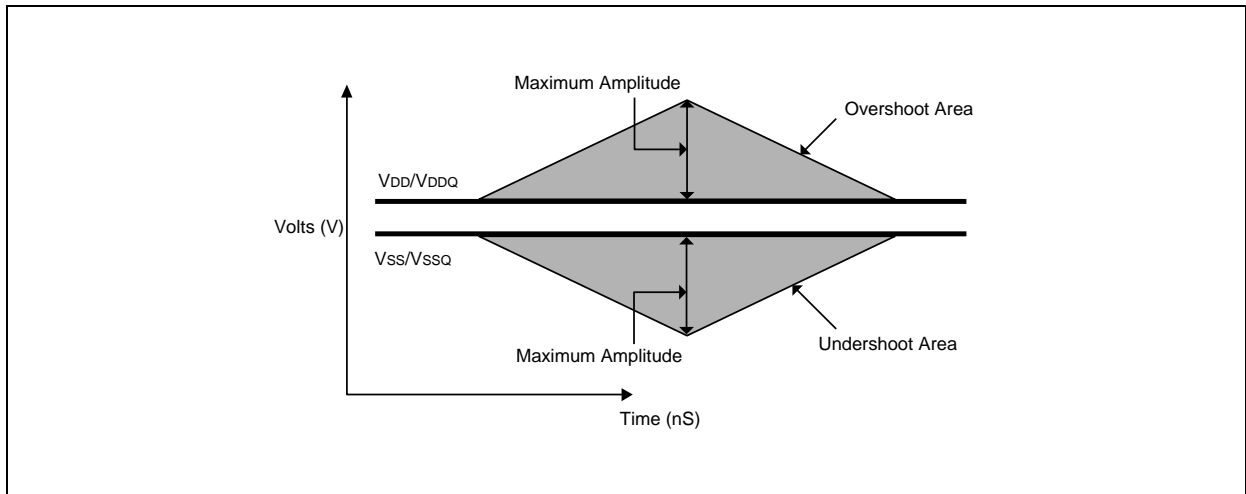 Maximum Amplitude
Overshoot Area
VDD/VDDQ
Volts (V)
VSS/VSSQ
Maximum Amplitude
Undershoot Area
Time (nS)